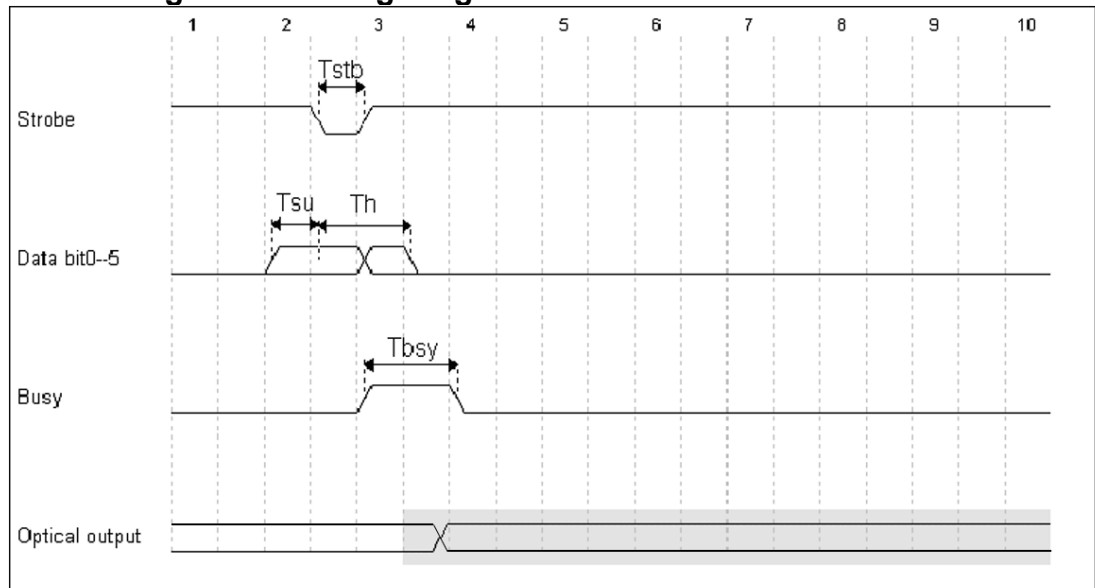 1 2 3 4 5 6 7 8 9 10
Tstb
Strobe
Tsu Th
Data bit0--5
Tbsy
Busy
Optical output